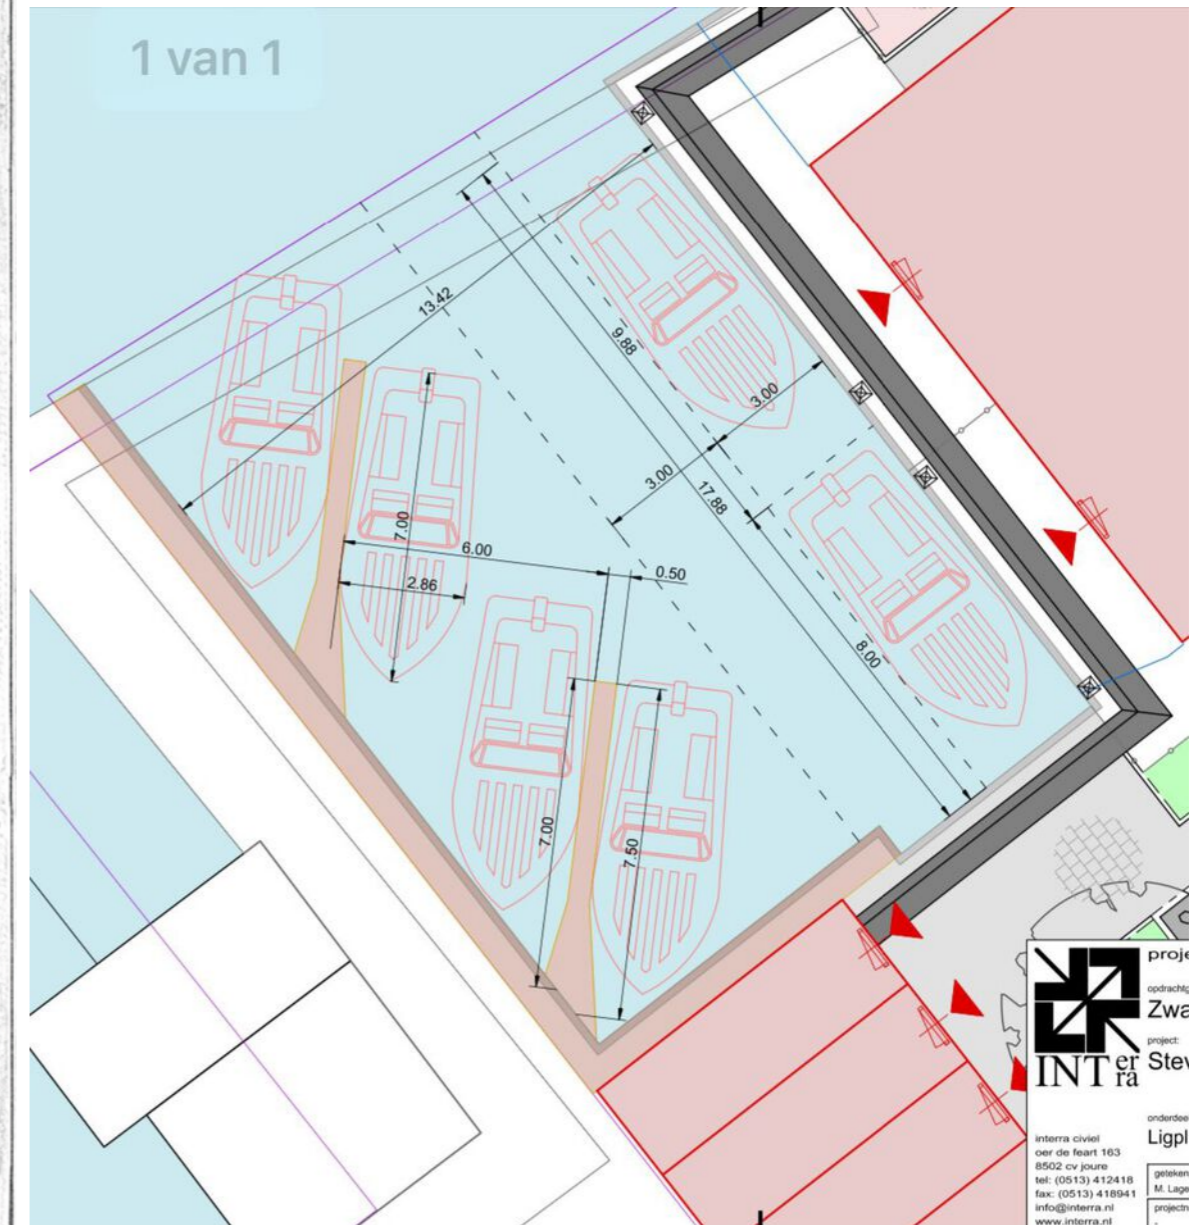 1 van 1
13.42
9.88
3.00
3.00
17.88
7.00
6.00
0.50
2.86
8.00
7.00
7.50
proje
opdrachtg
Zwa
project:
Stev
INTerra
onderdee
Ligpl
interra civiel
oer de feart 163
8502 cv joure
tel: (0513) 412418
fax: (0513) 418941
info@interra.nl
www.interra.nl
geteken
M. Lage
projectn